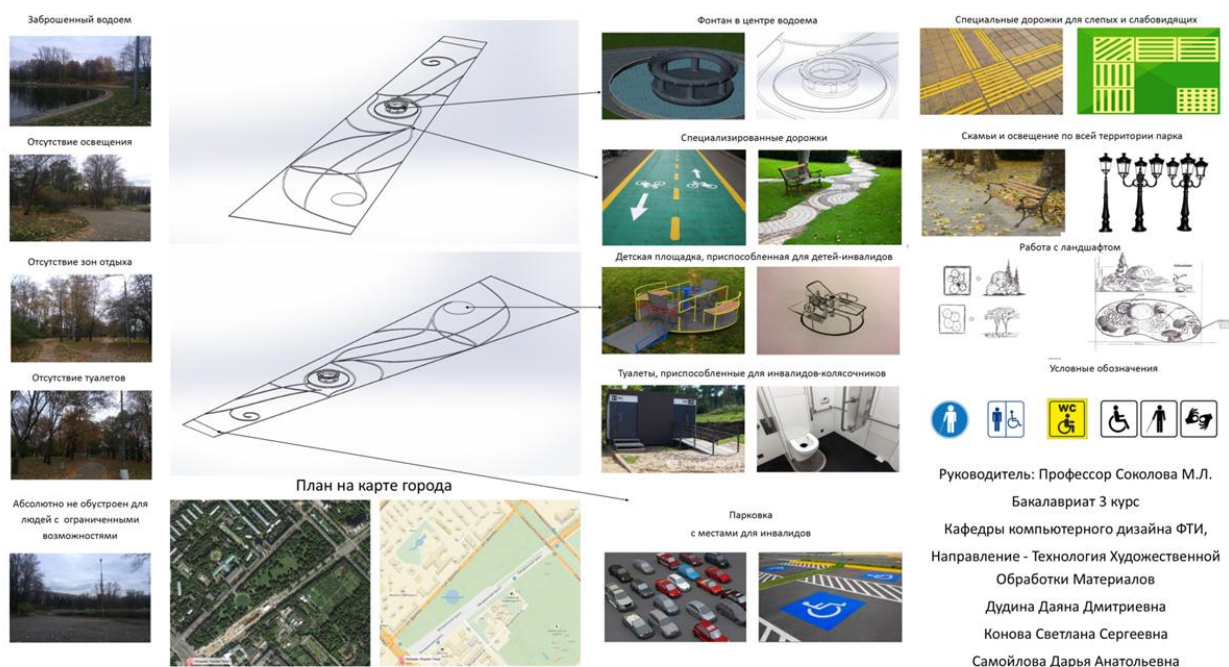 Заброшенный водоем
Отсутствие освещения
Отсутствие зон отдыха
Отсутствие туалетов
Абсолютно не обустроен для
людей с ограниченными
возможностями
План на карте города
Фонтан в центре водоема
Специализированные дорожки
Детская площадка, приспособленная для детей-инвалидов
Туалеты, приспособленные для инвалидов-колясочников
Парковка
с местами для инвалидов
Специальные дорожки для слепых и слабовидящих
Скамьи и освещение по всей территории парка
Работа с ландшафтом
Условные обозначения
WC
Руководитель: Профессор Соколова М.Л.
Бакалавриат 3 курс
Кафедры компьютерного дизайна ФТИ,
Направление - Технология Художественной
Обработки Материалов
Дудина Даяна Дмитриевна
Конова Светлана Сергеевна
Самойлова Дарья Анатольевна